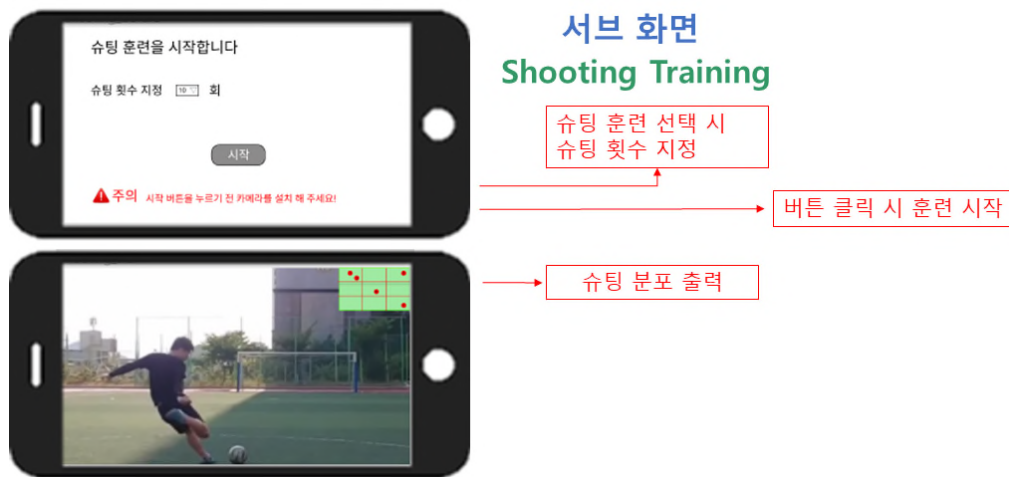 슈팅 훈련을 시작합니다
슈팅 횟수 지정 10 회
시작
주의 시작 버튼을 누르기 전 카메라를 설치 해 주세요!
서브 화면
Shooting Training
슈팅 훈련 선택 시
슈팅 횟수 지정
버튼 클릭 시 훈련 시작
슈팅 분포 출력